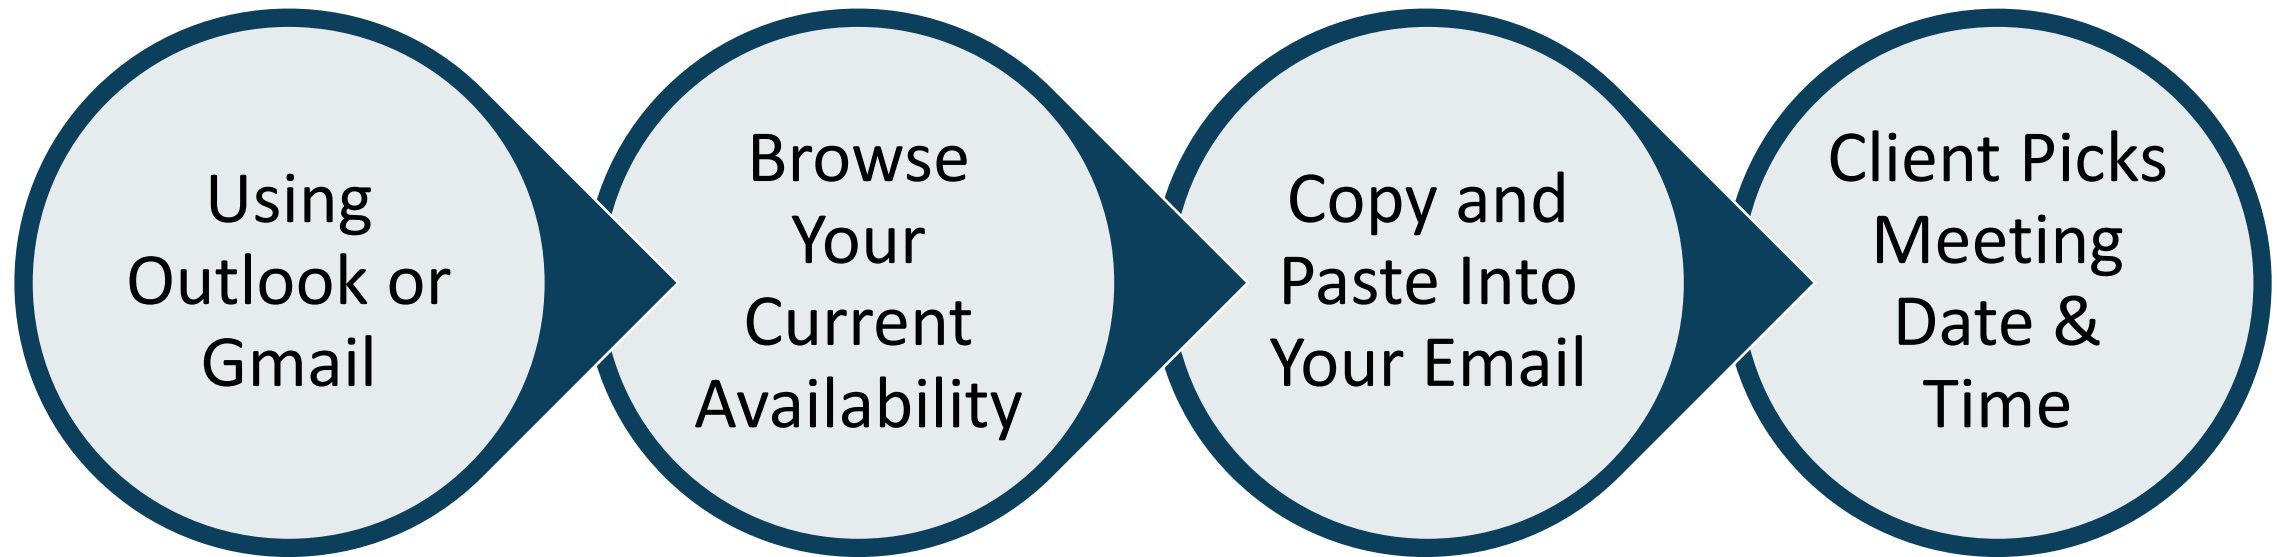 Using
Outlook or
Gmail
Browse
Your
Current
Availability
Copy and
Paste Into
Your Email
Client Picks
Meeting
Date &
Time